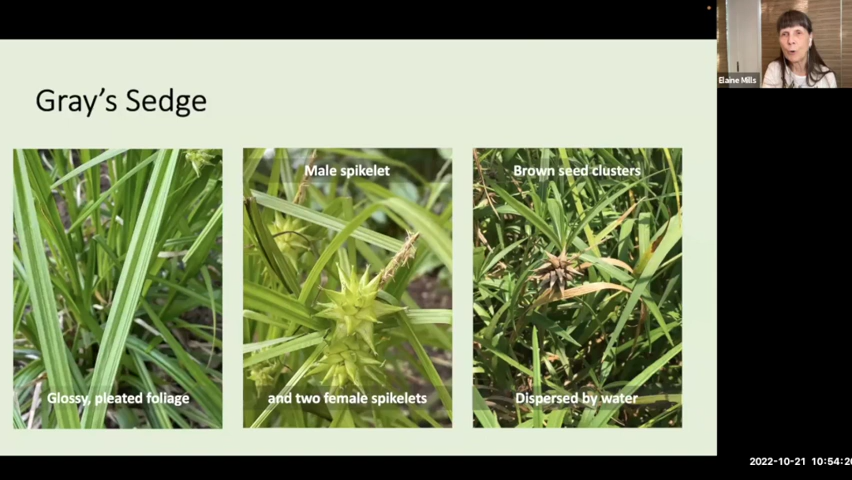 Elaine Mills
Gray's Sedge
Male spikelet
Brown seed clusters
Glossy, pleated foliage
and two female spikelets
Dispersed by water
2022-10-21 10:54:20